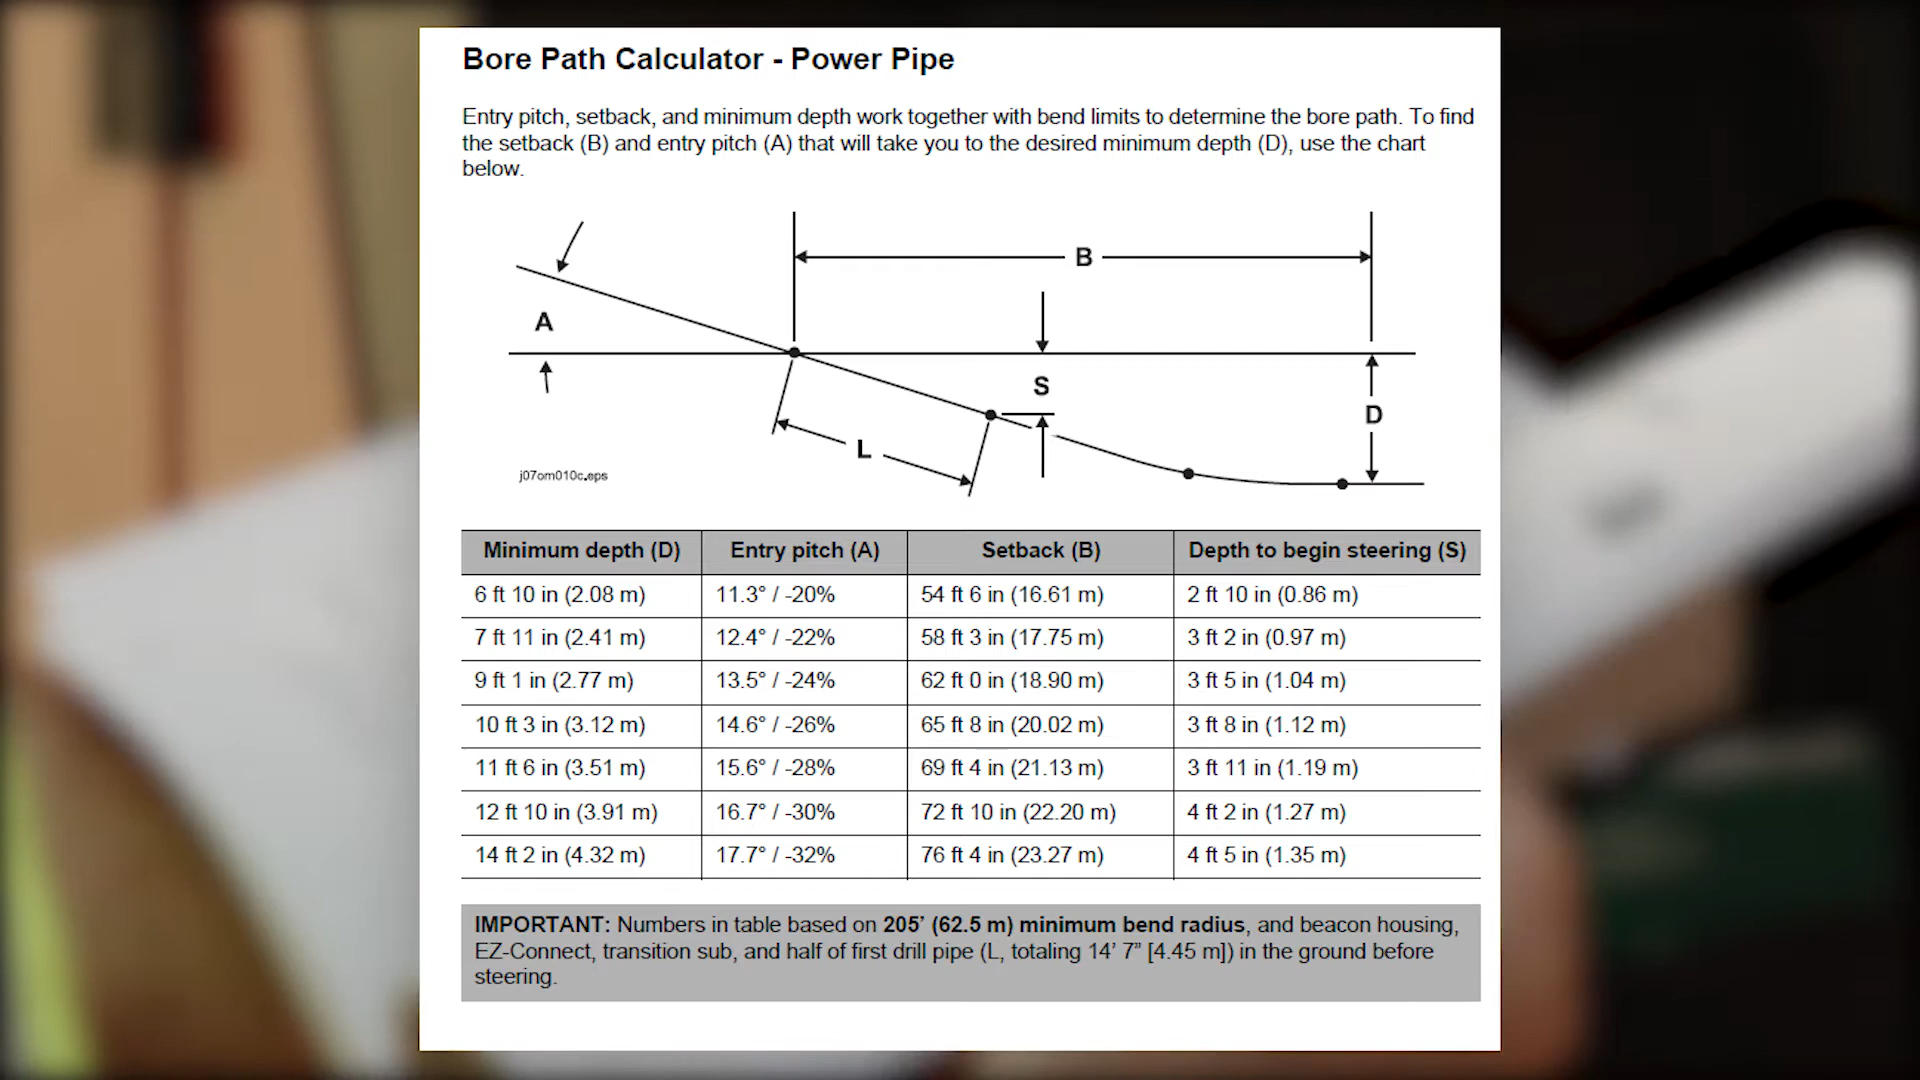 Bore Path Calculator - Power Pipe
Entry pitch, setback, and minimum depth work together with bend limits to determine the bore path. To find
the setback (B) and entry pitch (A) that will take you to the desired minimum depth (D), use the chart
below.
B
A
S
D
L
j07om010c.eps
Minimum depth (D) Entry pitch (A) Setback (B) Depth to begin steering (S)
6 ft 10 in (2.08 m) 11.3° / -20% 54 ft 6 in (16.61 m) 2 ft 10 in (0.86 m)
7 ft 11 in (2.41 m) 12.4° / -22% 58 ft 3 in (17.75 m) 3 ft 2 in (0.97 m)
9 ft 1 in (2.77 m) 13.5° / -24% 62 ft 0 in (18.90 m) 3 ft 5 in (1.04 m)
10 ft 3 in (3.12 m) 14.6° / -26% 65 ft 8 in (20.02 m) 3 ft 8 in (1.12 m)
11 ft 6 in (3.51 m) 15.6° / -28% 69 ft 4 in (21.13 m) 3 ft 11 in (1.19 m)
12 ft 10 in (3.91 m) 16.7° / -30% 72 ft 10 in (22.20 m) 4 ft 2 in (1.27 m)
14 ft 2 in (4.32 m) 17.7° / -32% 76 ft 4 in (23.27 m) 4 ft 5 in (1.35 m)
IMPORTANT: Numbers in table based on 205’ (62.5 m) minimum bend radius, and beacon housing,
EZ-Connect, transition sub, and half of first drill pipe (L, totaling 14’ 7” [4.45 m]) in the ground before
steering.